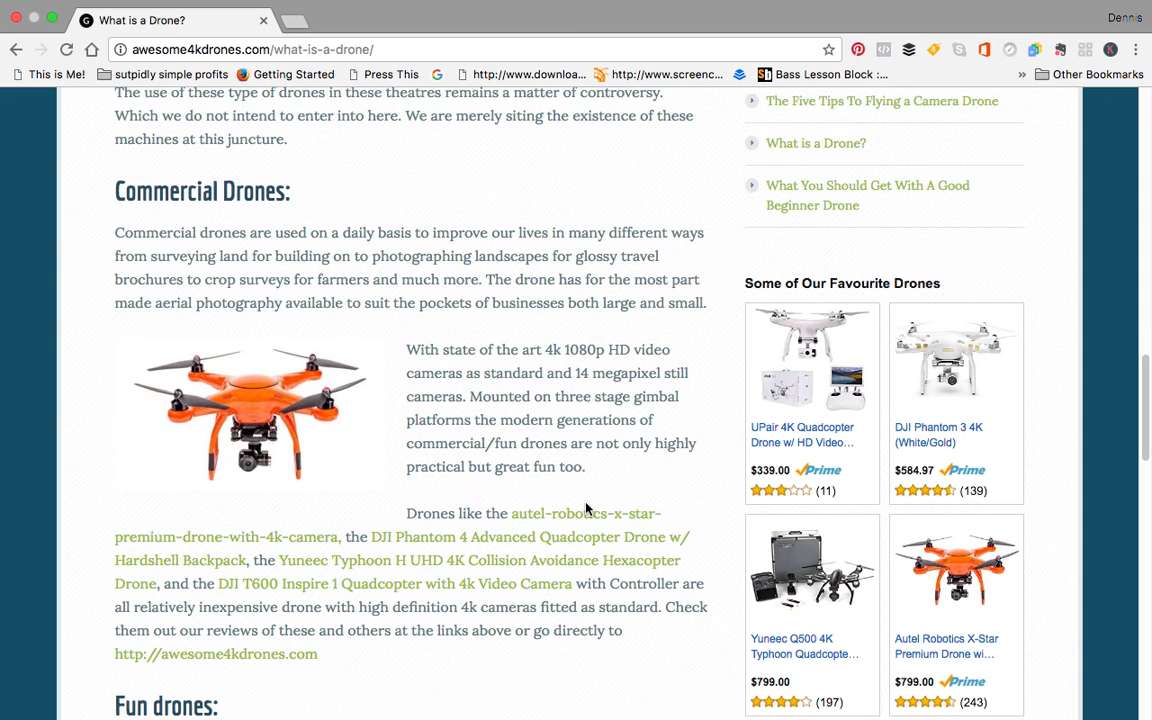 What is a Drone?
Dennis
awesome4kdrones.com/what-is-a-drone/
This is Me!
sutpidly simple profits
Getting Started
Press This
http://www.downloa...
http://www.screenc...
Bass Lesson Block :...
»
Other Bookmarks
The use of these type of drones in these theatres remains a matter of controversy.
Which we do not intend to enter into here. We are merely siting the existence of these
machines at this juncture.
Commercial Drones:
Commercial drones are used on a daily basis to improve our lives in many different ways
from surveying land for building on to photographing landscapes for glossy travel
brochures to crop surveys for farmers and much more. The drone has for the most part
made aerial photography available to suit the pockets of businesses both large and small.
With state of the art 4k 1080p HD video
cameras as standard and 14 megapixel still
cameras. Mounted on three stage gimbal
platforms the modern generations of
commercial/fun drones are not only highly
practical but great fun too.
Drones like the autel-robotics-x-star-
premium-drone-with-4k-camera, the DJI Phantom 4 Advanced Quadcopter Drone w/
Hardshell Backpack, the Yuneec Typhoon H UHD 4K Collision Avoidance Hexacopter
Drone, and the DJI T600 Inspire 1 Quadcopter with 4k Video Camera with Controller are
all relatively inexpensive drone with high definition 4k cameras fitted as standard. Check
them out our reviews of these and others at the links above or go directly to
http://awesome4kdrones.com
Fun drones:
The Five Tips To Flying a Camera Drone
What is a Drone?
What You Should Get With A Good
Beginner Drone
Some of Our Favourite Drones
UPair 4K Quadcopter
Drone w/ HD Video...
$339.00 Prime
(11)
DJI Phantom 3 4K
(White/Gold)
$584.97 Prime
(139)
Yuneec Q500 4K
Typhoon Quadcopte...
$799.00
(197)
Autel Robotics X-Star
Premium Drone wi...
$799.00 Prime
(243)